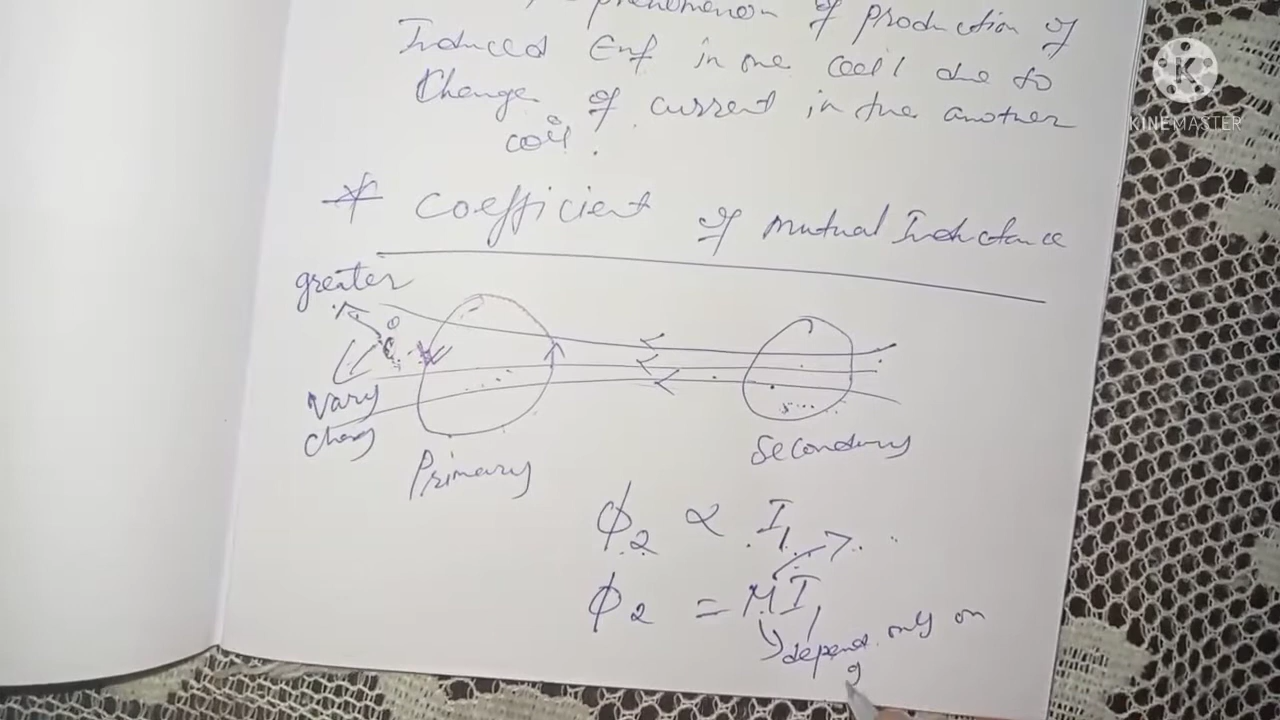 phenomenon of production of
Induced Emf in one coil due to
Change of current in the another
coil.
* Coefficient of mutual Inductance
greater
Vary
Chang
Primary
Secondary
ϕ2 ∝ I1
ϕ2 = MI1
depend only on
g
K
KINEMASTER